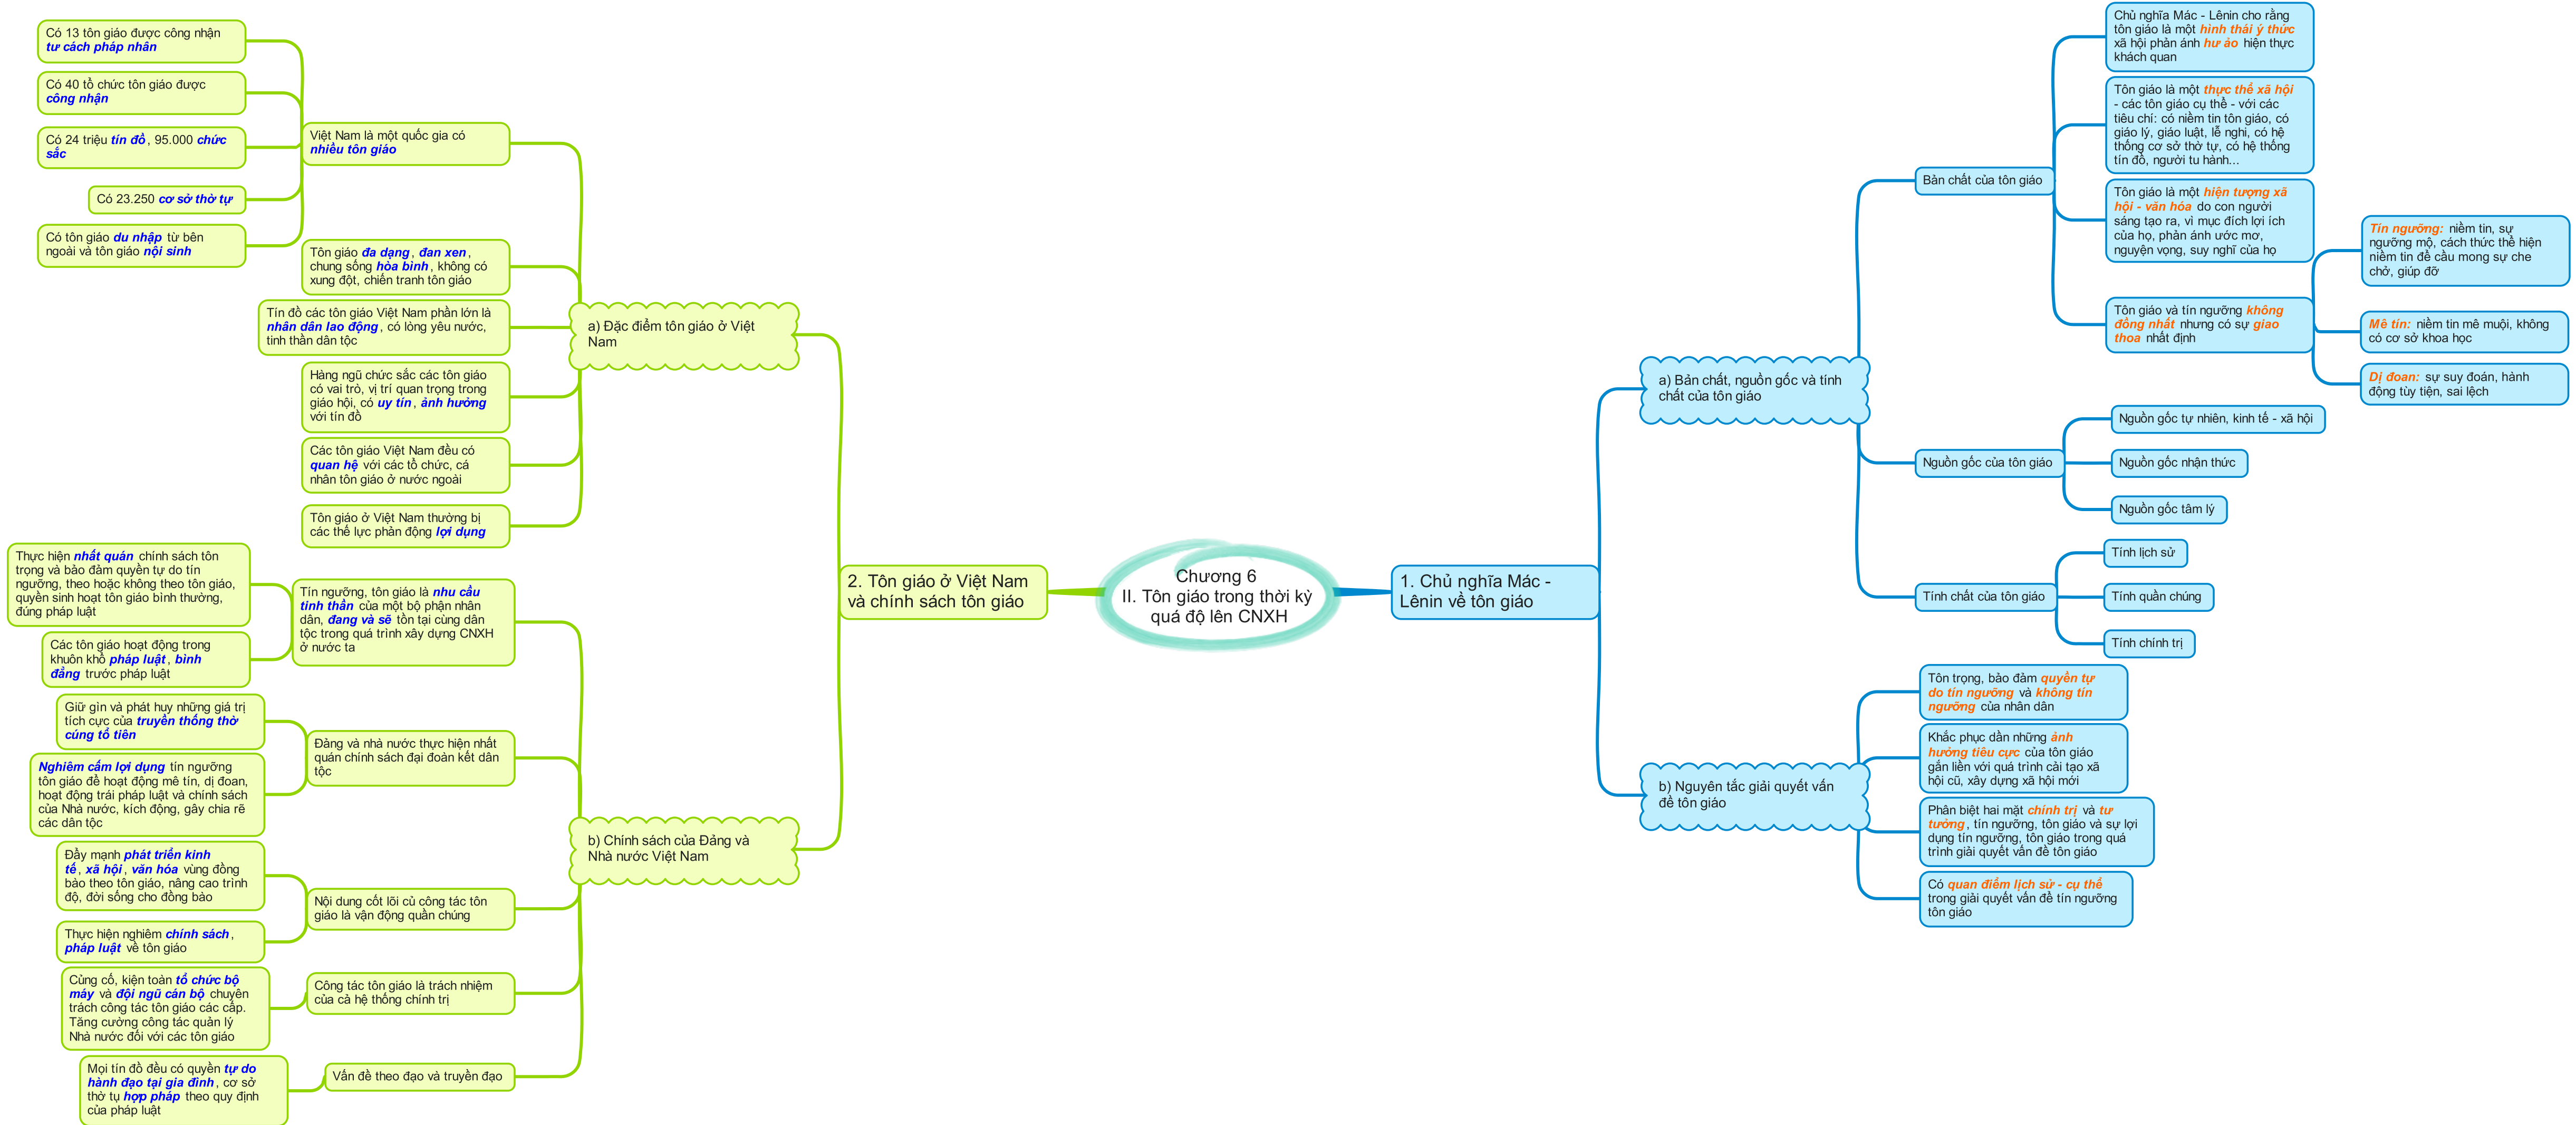 Chương 6
II. Tôn giáo trong thời kỳ
quá độ lên CNXH
1. Chủ nghĩa Mác -
Lênin về tôn giáo
a) Bản chất, nguồn gốc và tính
chất của tôn giáo
Bản chất của tôn giáo
Chủ nghĩa Mác - Lênin cho rằng
tôn giáo là một hình thái ý thức
xã hội phản ánh hư ảo hiện thực
khách quan
Tôn giáo là một thực thể xã hội
- các tôn giáo cụ thể - với các
tiêu chí: có niềm tin tôn giáo, có
giáo lý, giáo luật, lễ nghi, có hệ
thống cơ sở thờ tự, có hệ thống
tín đồ, người tu hành...
Tôn giáo là một hiện tượng xã
hội - văn hóa do con người
sáng tạo ra, vì mục đích lợi ích
của họ, phản ánh ước mơ,
nguyện vọng, suy nghĩ của họ
Tôn giáo và tín ngưỡng không
đồng nhất nhưng có sự giao
thoa nhất định
Tín ngưỡng: niềm tin, sự
ngưỡng mộ, cách thức thể hiện
niềm tin để cầu mong sự che
chở, giúp đỡ
Mê tín: niềm tin mê muội, không
có cơ sở khoa học
Dị đoan: sự suy đoán, hành
động tùy tiện, sai lệch
Nguồn gốc của tôn giáo
Nguồn gốc tự nhiên, kinh tế - xã hội
Nguồn gốc nhận thức
Nguồn gốc tâm lý
Tính chất của tôn giáo
Tính lịch sử
Tính quần chúng
Tính chính trị
b) Nguyên tắc giải quyết vấn
đề tôn giáo
Tôn trọng, bảo đảm quyền tự
do tín ngưỡng và không tín
ngưỡng của nhân dân
Khắc phục dần những ảnh
hưởng tiêu cực của tôn giáo
gắn liền với quá trình cải tạo xã
hội cũ, xây dựng xã hội mới
Phân biệt hai mặt chính trị và tư
tưởng, tín ngưỡng, tôn giáo và sự lợi
dụng tín ngưỡng, tôn giáo trong quá
trình giải quyết vấn đề tôn giáo
Có quan điểm lịch sử - cụ thể
trong giải quyết vấn đề tín ngưỡng
tôn giáo
2. Tôn giáo ở Việt Nam
và chính sách tôn giáo
a) Đặc điểm tôn giáo ở Việt
Nam
Việt Nam là một quốc gia có
nhiều tôn giáo
Có 13 tôn giáo được công nhận
tư cách pháp nhân
Có 40 tổ chức tôn giáo được
công nhận
Có 24 triệu tín đồ, 95.000 chức
sắc
Có 23.250 cơ sở thờ tự
Có tôn giáo du nhập từ bên
ngoài và tôn giáo nội sinh
Tôn giáo đa dạng, đan xen,
chung sống hòa bình, không có
xung đột, chiến tranh tôn giáo
Tín đồ các tôn giáo Việt Nam phần lớn là
nhân dân lao động, có lòng yêu nước,
tinh thần dân tộc
Hàng ngũ chức sắc các tôn giáo
có vai trò, vị trí quan trọng trong
giáo hội, có uy tín, ảnh hưởng
với tín đồ
Các tôn giáo Việt Nam đều có
quan hệ với các tổ chức, cá
nhân tôn giáo ở nước ngoài
Tôn giáo ở Việt Nam thường bị
các thế lực phản động lợi dụng
b) Chính sách của Đảng và
Nhà nước Việt Nam
Tín ngưỡng, tôn giáo là nhu cầu
tinh thần của một bộ phận nhân
dân, đang và sẽ tồn tại cùng dân
tộc trong quá trình xây dựng CNXH
ở nước ta
Thực hiện nhất quán chính sách tôn
trọng và bảo đảm quyền tự do tín
ngưỡng, theo hoặc không theo tôn giáo,
quyền sinh hoạt tôn giáo bình thường,
đúng pháp luật
Các tôn giáo hoạt động trong
khuôn khổ pháp luật, bình
đẳng trước pháp luật
Đảng và nhà nước thực hiện nhất
quán chính sách đại đoàn kết dân
tộc
Giữ gìn và phát huy những giá trị
tích cực của truyền thống thờ
cúng tổ tiên
Nghiêm cấm lợi dụng tín ngưỡng
tôn giáo để hoạt động mê tín, dị đoan,
hoạt động trái pháp luật và chính sách
của Nhà nước, kích động, gây chia rẽ
các dân tộc
Nội dung cốt lõi củ công tác tôn
giáo là vận động quần chúng
Đẩy mạnh phát triển kinh
tế, xã hội, văn hóa vùng đồng
bào theo tôn giáo, nâng cao trình
độ, đời sống cho đồng bào
Thực hiện nghiêm chính sách,
pháp luật về tôn giáo
Công tác tôn giáo là trách nhiệm
của cả hệ thống chính trị
Củng cố, kiện toàn tổ chức bộ
máy và đội ngũ cán bộ chuyên
trách công tác tôn giáo các cấp.
Tăng cường công tác quản lý
Nhà nước đối với các tôn giáo
Vấn đề theo đạo và truyền đạo
Mọi tín đồ đều có quyền tự do
hành đạo tại gia đình, cơ sở
thờ tụ hợp pháp theo quy định
của pháp luật